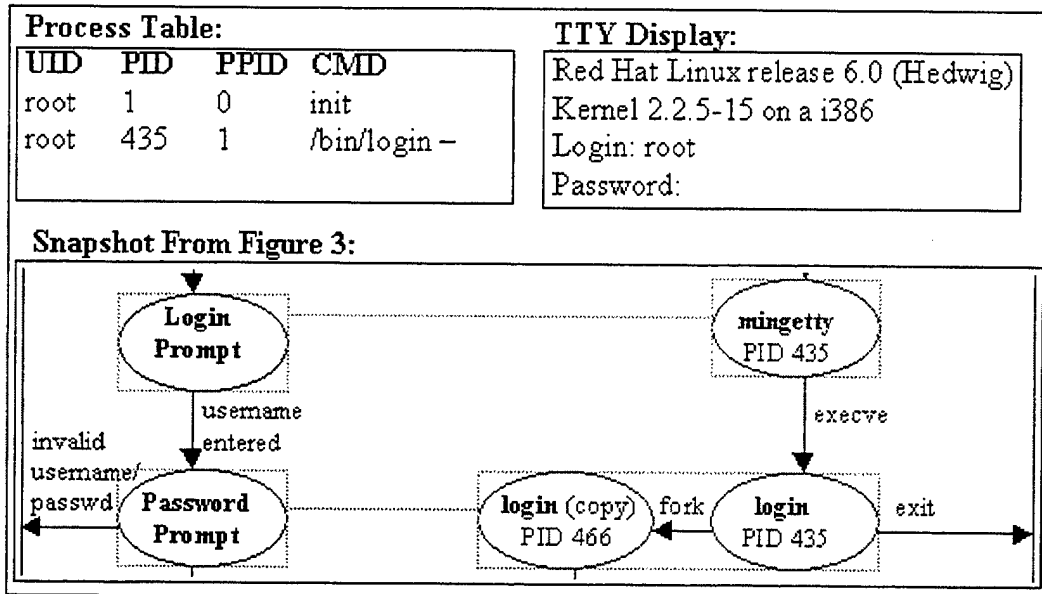 Process Table:
UID PID PPID CMD
root 1 0 init
root 435 1 /bin/login –
TTY Display:
Red Hat Linux release 6.0 (Hedwig)
Kernel 2.2.5-15 on a i386
Login: root
Password:
Snapshot From Figure 3:
Login
Prompt
mingetty
PID 435
username
entered
execve
invalid
username/
passwd
Password
Prompt
login (copy)
PID 466
fork
login
PID 435
exit